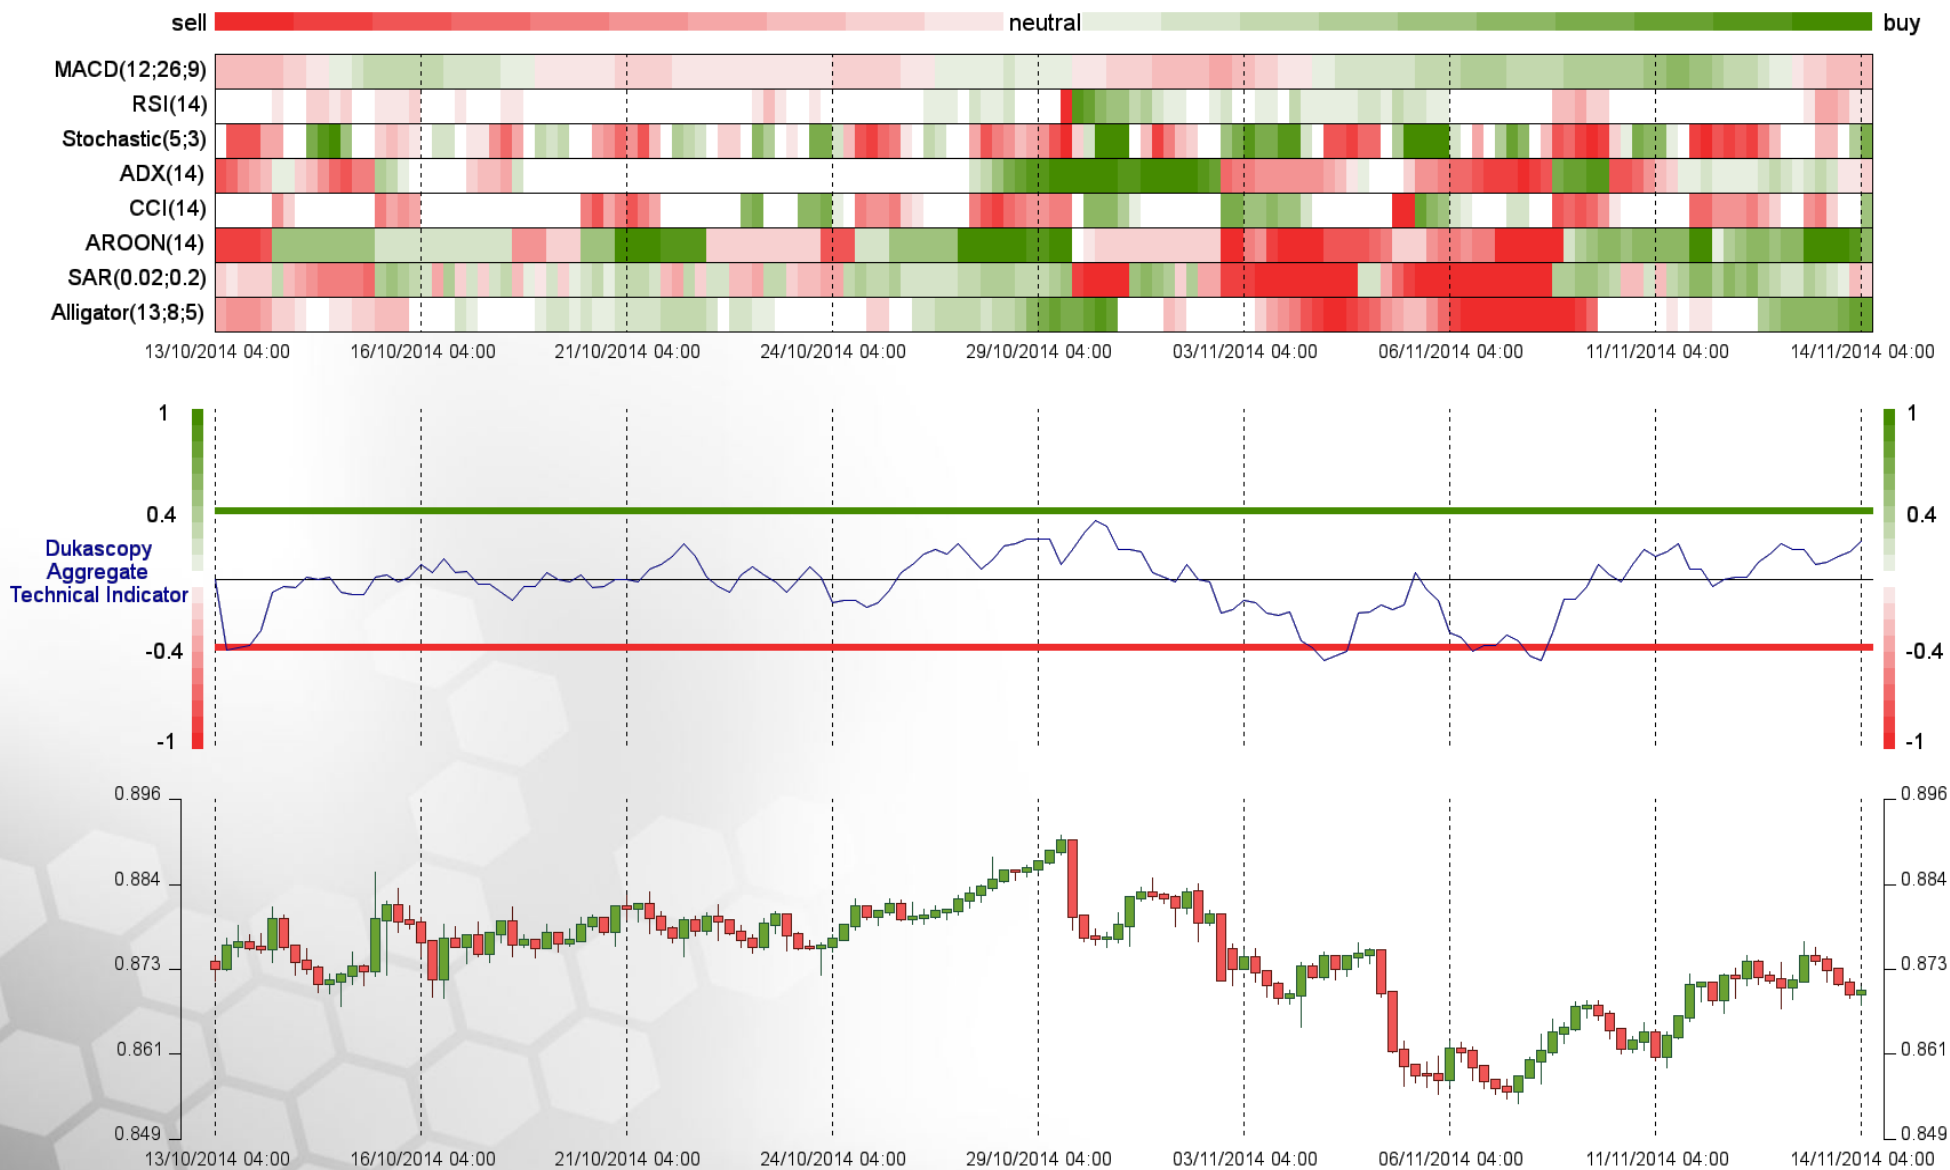 sell neutral buy
MACD(12;26;9)
RSI(14)
Stochastic(5;3)
ADX(14)
CCI(14)
AROON(14)
SAR(0.02;0.2)
Alligator(13;8;5)
13/10/2014 04:00 16/10/2014 04:00 21/10/2014 04:00 24/10/2014 04:00 29/10/2014 04:00 03/11/2014 04:00 06/11/2014 04:00 11/11/2014 04:00 14/11/2014 04:00
1 1
0.4 0.4
Dukascopy
Aggregate
Technical Indicator
-0.4 -0.4
-1 -1
0.896 0.896
0.884 0.884
0.873 0.873
0.861 0.861
0.849 0.849
13/10/2014 04:00 16/10/2014 04:00 21/10/2014 04:00 24/10/2014 04:00 29/10/2014 04:00 03/11/2014 04:00 06/11/2014 04:00 11/11/2014 04:00 14/11/2014 04:00